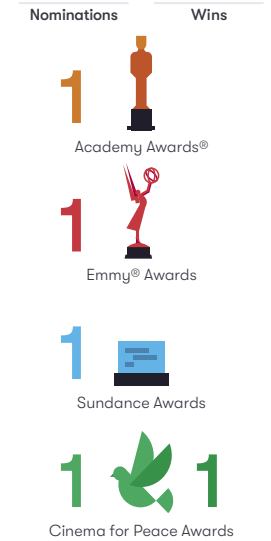 Nominations Wins
1
Academy Awards®
1
Emmy® Awards
1
Sundance Awards
1 1
Cinema for Peace Awards